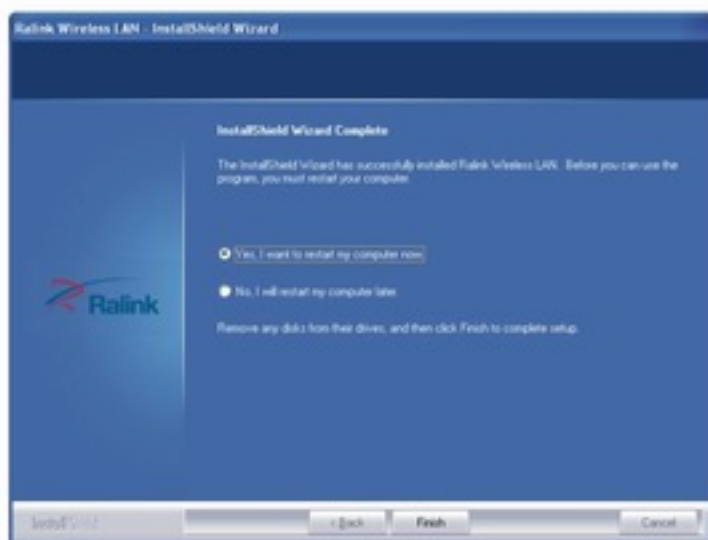 Ralink Wireless LAN - InstallShield Wizard
InstallShield Wizard Complete
The InstallShield Wizard has successfully installed Ralink Wireless LAN. Before you can use the
program, you must restart your computer.
Yes, I want to restart my computer now.
No, I will restart my computer later.
Ralink
Remove any disks from their drives, and then click Finish to complete setup.
InstallShield
< Back
Finish
Cancel